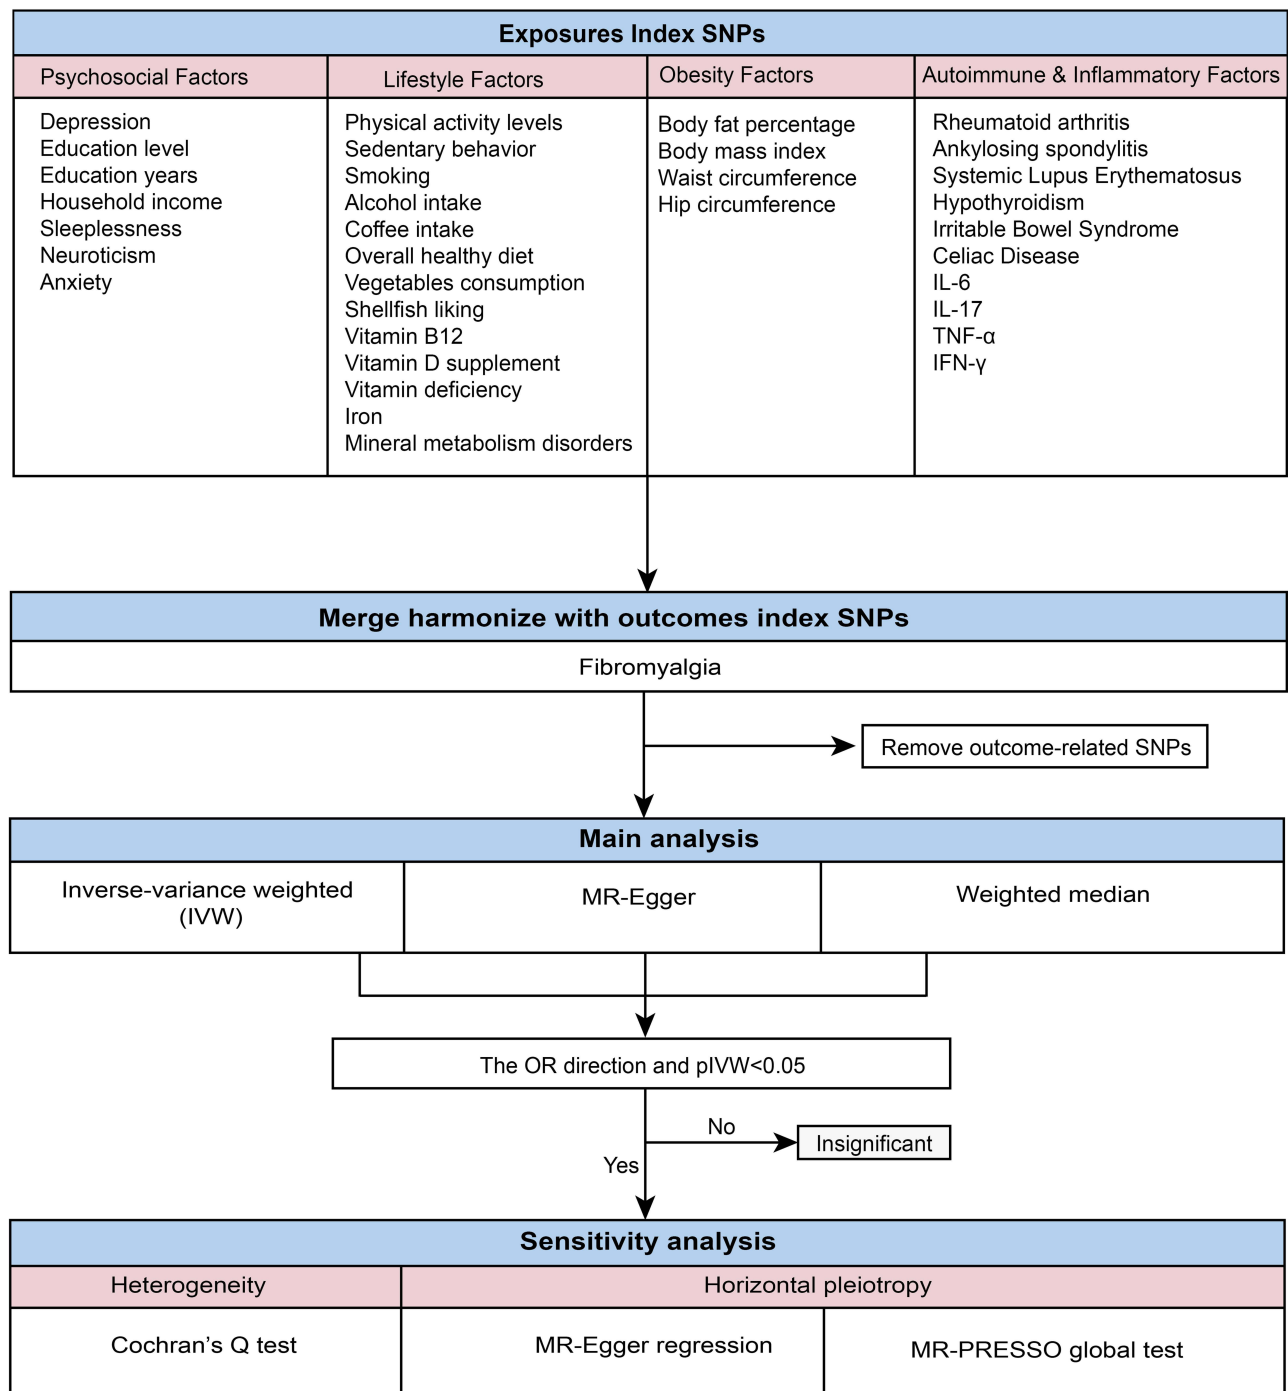 Exposures Index SNPs
Psychosocial Factors
Depression
Education level
Education years
Household income
Sleeplessness
Neuroticism
Anxiety
Lifestyle Factors
Physical activity levels
Sedentary behavior
Smoking
Alcohol intake
Coffee intake
Overall healthy diet
Vegetables consumption
Shellfish liking
Vitamin B12
Vitamin D supplement
Vitamin deficiency
Iron
Mineral metabolism disorders
Obesity Factors
Body fat percentage
Body mass index
Waist circumference
Hip circumference
Autoimmune & Inflammatory Factors
Rheumatoid arthritis
Ankylosing spondylitis
Systemic Lupus Erythematosus
Hypothyroidism
Irritable Bowel Syndrome
Celiac Disease
IL-6
IL-17
TNF-α
IFN-γ
Merge harmonize with outcomes index SNPs
Fibromyalgia
Remove outcome-related SNPs
Main analysis
Inverse-variance weighted
(IVW)
MR-Egger
Weighted median
The OR direction and pIVW<0.05
No
Insignificant
Yes
Sensitivity analysis
Heterogeneity
Horizontal pleiotropy
Cochran’s Q test
MR-Egger regression
MR-PRESSO global test